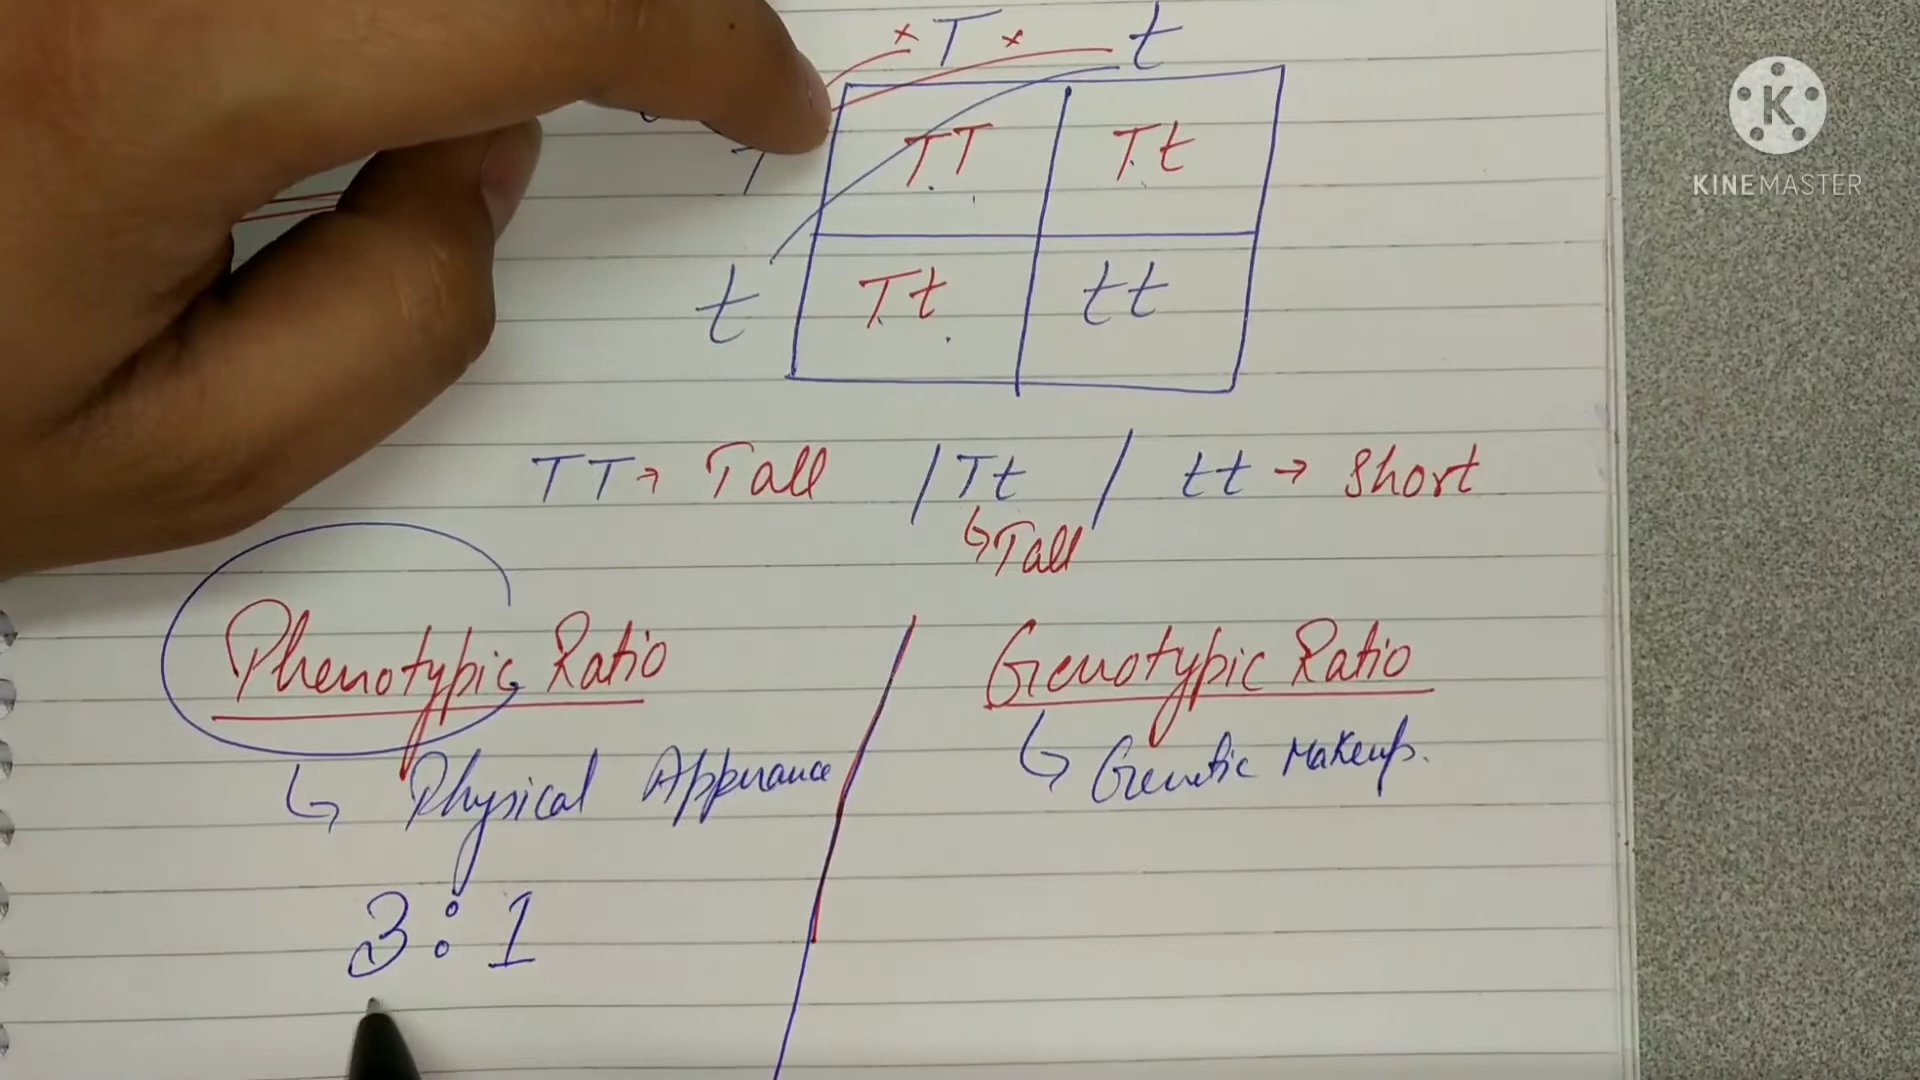 × T × t
T TT Tt
t Tt tt
TT → Tall / Tt / tt → Short
↳ Tall
Phenotypic Ratio
Genotypic Ratio
↳ Physical
↳ Genetic Makeup.
3 : 1
KINEMASTER